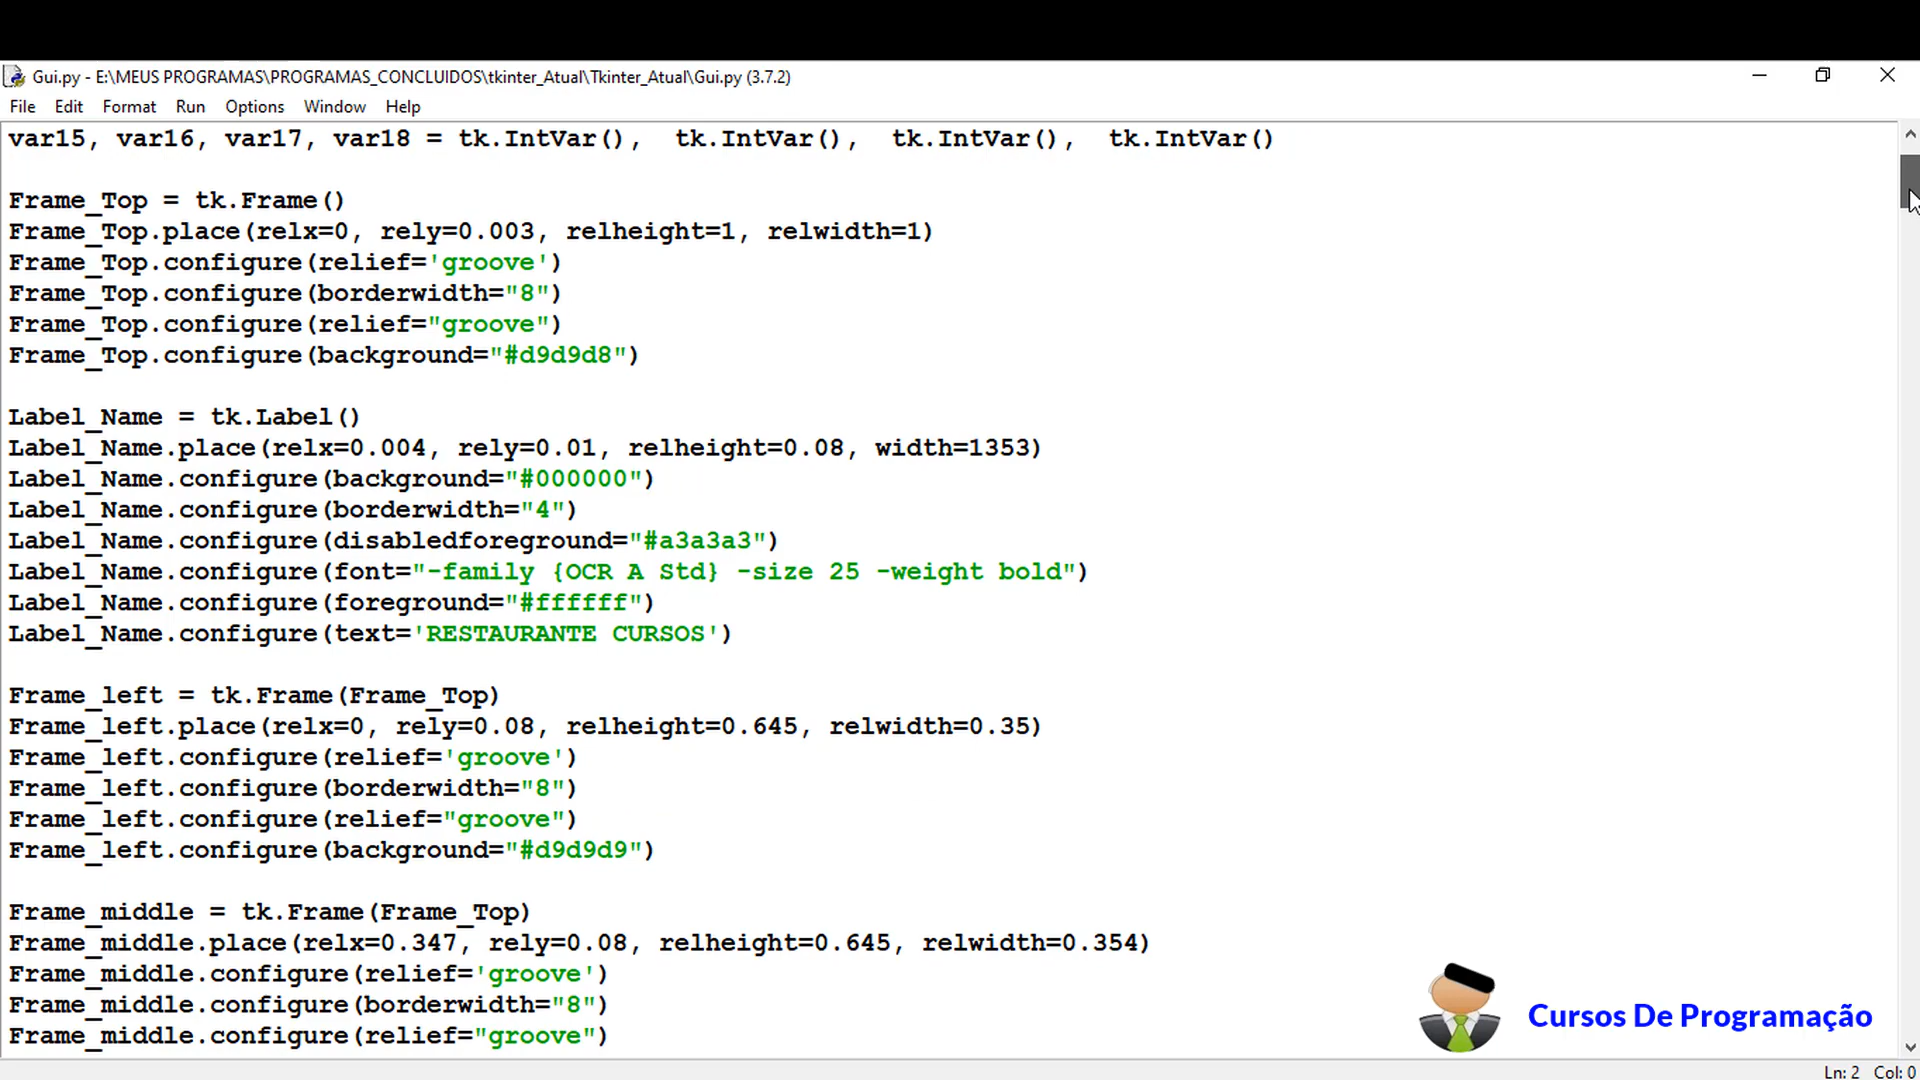 Gui.py - E:\MEUS PROGRAMAS\PROGRAMAS_CONCLUIDOS\tkinter_Atual\Tkinter_Atual\Gui.py (3.7.2)
File Edit Format Run Options Window Help
var15, var16, var17, var18 = tk.IntVar(),  tk.IntVar(),  tk.IntVar(),  tk.IntVar()
Frame_Top = tk.Frame()
Frame_Top.place(relx=0, rely=0.003, relheight=1, relwidth=1)
Frame_Top.configure(relief='groove')
Frame_Top.configure(borderwidth="8")
Frame_Top.configure(relief="groove")
Frame_Top.configure(background="#d9d9d8")
Label_Name = tk.Label()
Label_Name.place(relx=0.004, rely=0.01, relheight=0.08, width=1353)
Label_Name.configure(background="#000000")
Label_Name.configure(borderwidth="4")
Label_Name.configure(disabledforeground="#a3a3a3")
Label_Name.configure(font="-family {OCR A Std} -size 25 -weight bold")
Label_Name.configure(foreground="#ffffff")
Label_Name.configure(text='RESTAURANTE CURSOS')
Frame_left = tk.Frame(Frame_Top)
Frame_left.place(relx=0, rely=0.08, relheight=0.645, relwidth=0.35)
Frame_left.configure(relief='groove')
Frame_left.configure(borderwidth="8")
Frame_left.configure(relief="groove")
Frame_left.configure(background="#d9d9d9")
Frame_middle = tk.Frame(Frame_Top)
Frame_middle.place(relx=0.347, rely=0.08, relheight=0.645, relwidth=0.354)
Frame_middle.configure(relief='groove')
Frame_middle.configure(borderwidth="8")
Frame_middle.configure(relief="groove")
Cursos De Programação
Ln: 2 Col: 0